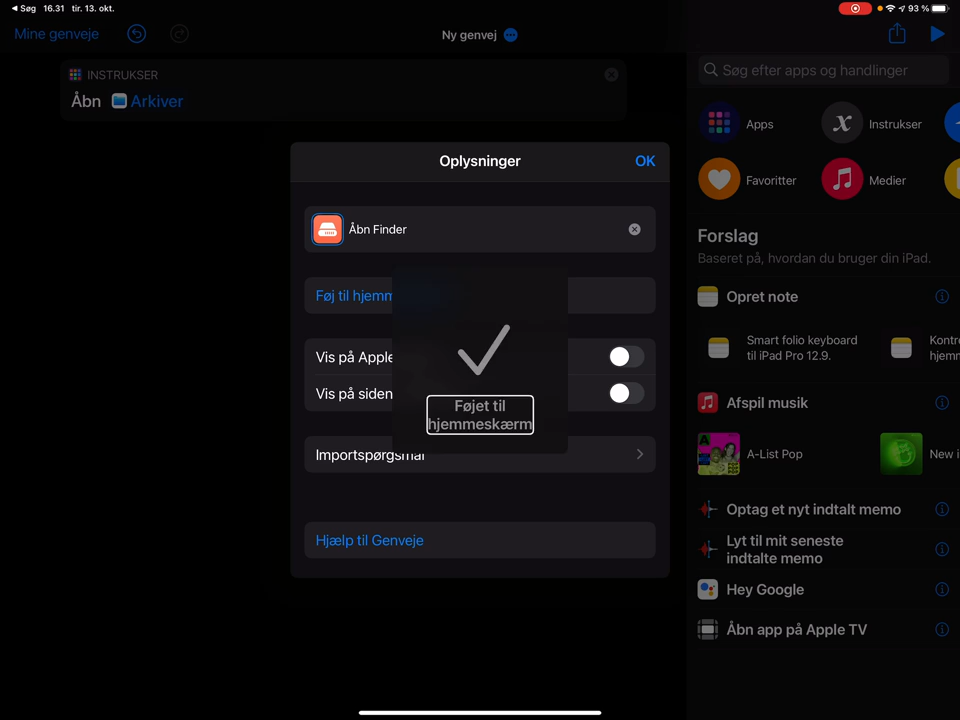 ◀ Søg 16.31 tir. 13. okt.
93 %
Mine genveje
Ny genvej
INSTRUKSER
Åbn Arkiver
Oplysninger
OK
Åbn Finder
Føj til hjemm
Vis på Apple
Vis på siden
Føjet til
hjemmeskærm
Importspørgsmål
Hjælp til Genveje
Søg efter apps og handlinger
Apps
Instrukser
Favoritter
Medier
Forslag
Baseret på, hvordan du bruger din iPad.
Opret note
Smart folio keyboard
til iPad Pro 12.9.
Kontro
hjemm
Afspil musik
A-List Pop
New i
Optag et nyt indtalt memo
Lyt til mit seneste
indtalte memo
Hey Google
Åbn app på Apple TV